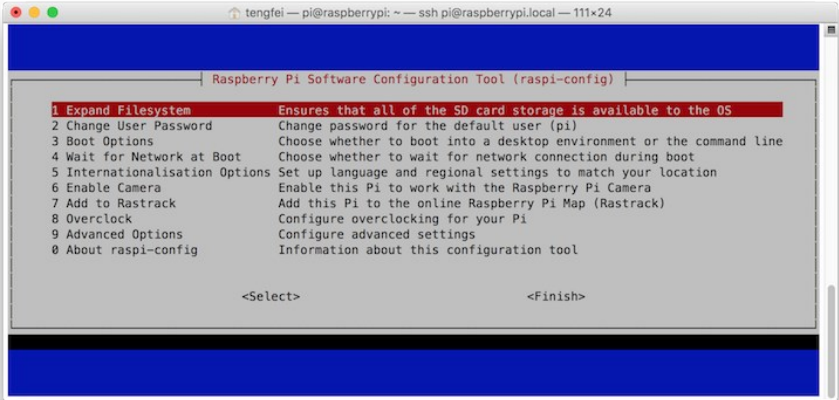 tengfei — pi@raspberrypi: ~ — ssh pi@raspberrypi.local — 111×24
Raspberry Pi Software Configuration Tool (raspi-config)
1 Expand Filesystem Ensures that all of the SD card storage is available to the OS
2 Change User Password Change password for the default user (pi)
3 Boot Options Choose whether to boot into a desktop environment or the command line
4 Wait for Network at Boot Choose whether to wait for network connection during boot
5 Internationalisation Options Set up language and regional settings to match your location
6 Enable Camera Enable this Pi to work with the Raspberry Pi Camera
7 Add to Rastrack Add this Pi to the online Raspberry Pi Map (Rastrack)
8 Overclock Configure overclocking for your Pi
9 Advanced Options Configure advanced settings
0 About raspi-config Information about this configuration tool
<Select> <Finish>